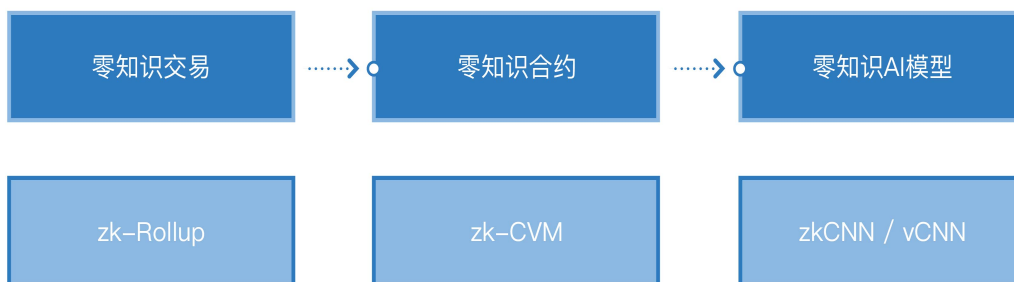 零知识交易
零知识合约
零知识AI模型
zk-Rollup
zk-CVM
zkCNN / vCNN